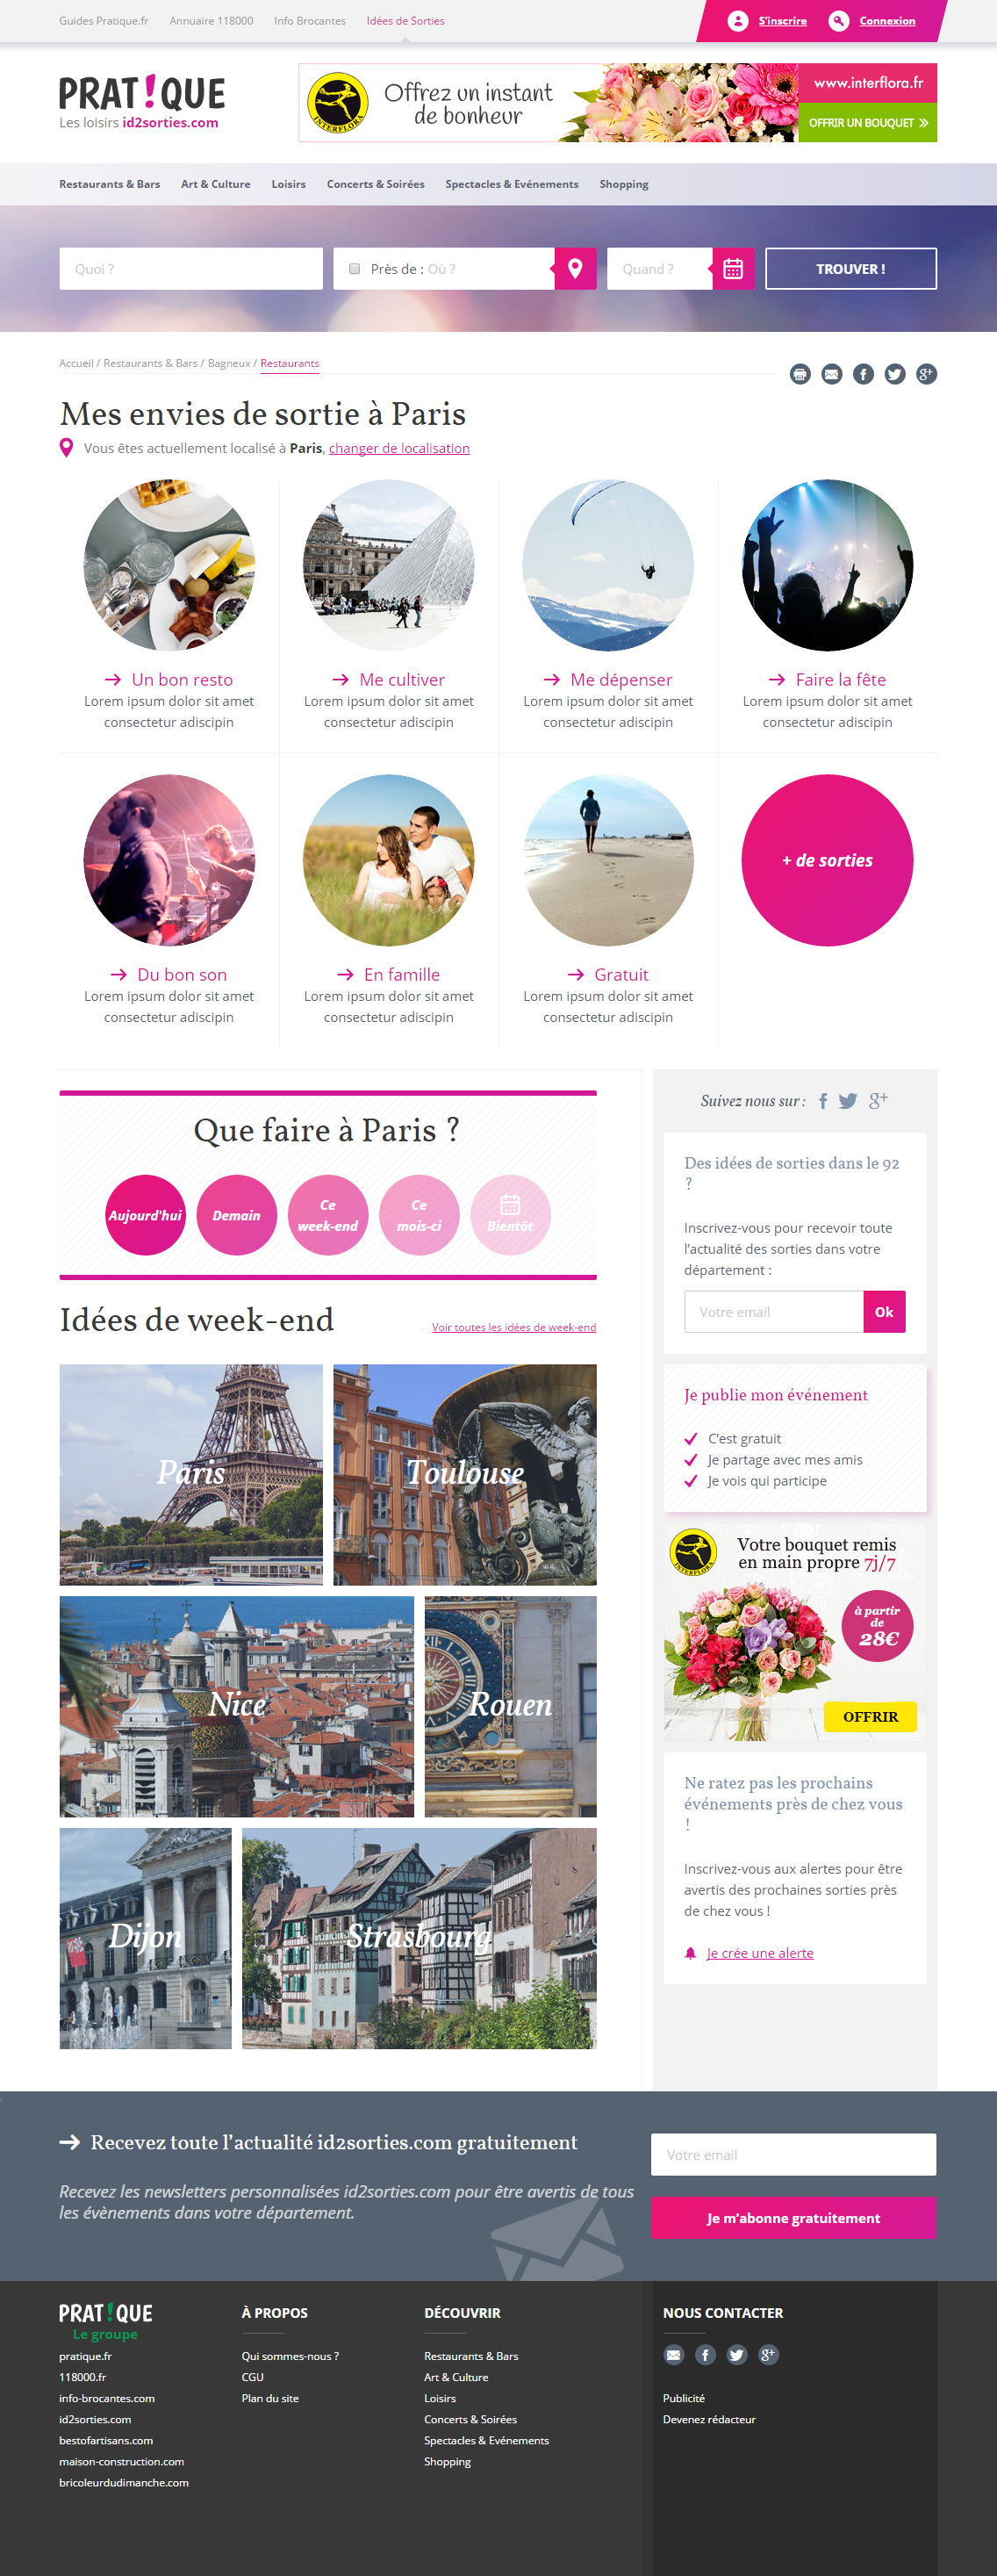 Guides Pratique.fr Annuaire 118000 Info Brocantes Idées de Sorties S'inscrire Connexion
PRAT!QUE
Les loisirs id2sorties.com
INTERFLORA
Offrez un instant
de bonheur
www.interflora.fr
OFFRIR UN BOUQUET »
Restaurants & Bars Art & Culture Loisirs Concerts & Soirées Spectacles & Evénements Shopping
Quoi ? Près de : Où ? Quand ? TROUVER !
Accueil / Restaurants & Bars / Bagneux / Restaurants
Mes envies de sortie à Paris
Vous êtes actuellement localisé à Paris, changer de localisation
Un bon resto
Lorem ipsum dolor sit amet
consectetur adiscipin
Me cultiver
Lorem ipsum dolor sit amet
consectetur adiscipin
Me dépenser
Lorem ipsum dolor sit amet
consectetur adiscipin
Faire la fête
Lorem ipsum dolor sit amet
consectetur adiscipin
Du bon son
Lorem ipsum dolor sit amet
consectetur adiscipin
En famille
Lorem ipsum dolor sit amet
consectetur adiscipin
Gratuit
Lorem ipsum dolor sit amet
consectetur adiscipin
+ de sorties
Que faire à Paris ?
Aujourd'hui
Demain
Ce
week-end
Ce
mois-ci
Bientôt
Idées de week-end
Voir toutes les idées de week-end
Paris
Toulouse
Nice
Rouen
Dijon
Strasbourg
Suivez nous sur :
Des idées de sorties dans le 92
?
Inscrivez-vous pour recevoir toute
l'actualité des sorties dans votre
département :
Votre email Ok
Je publie mon événement
C'est gratuit
Je partage avec mes amis
Je vois qui participe
INTERFLORA
Votre bouquet remis
en main propre 7j/7
à partir
de
28€
OFFRIR
Ne ratez pas les prochains
événements près de chez vous
!
Inscrivez-vous aux alertes pour être
avertis des prochaines sorties près
de chez vous !
Je crée une alerte
Recevez toute l'actualité id2sorties.com gratuitement
Recevez les newsletters personnalisées id2sorties.com pour être avertis de tous
les évènements dans votre département.
Votre email
Je m'abonne gratuitement
PRAT!QUE
Le groupe
pratique.fr
118000.fr
info-brocantes.com
id2sorties.com
bestofartisans.com
maison-construction.com
bricoleurdudimanche.com
À PROPOS
Qui sommes-nous ?
CGU
Plan du site
DÉCOUVRIR
Restaurants & Bars
Art & Culture
Loisirs
Concerts & Soirées
Spectacles & Evénements
Shopping
NOUS CONTACTER
Publicité
Devenez rédacteur